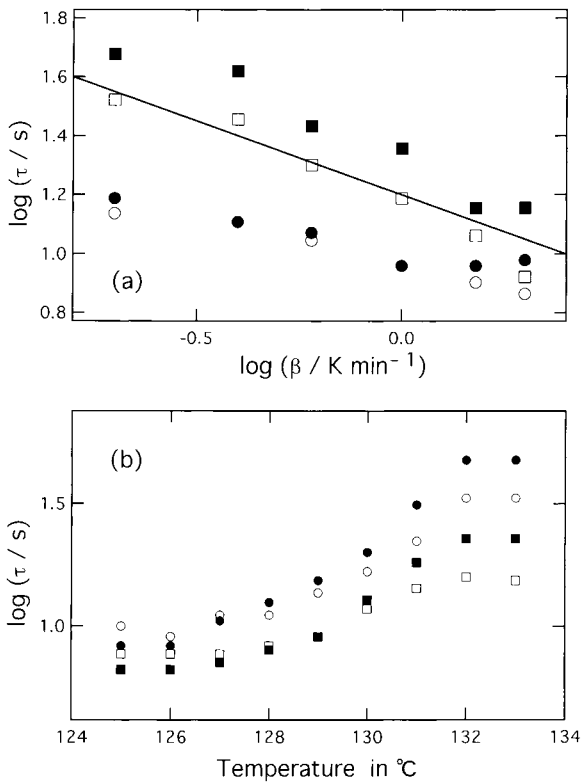 1.8
1.6
1.4
1.2
1.0
0.8
log (τ / s)
(a)
-0.5
0.0
log (β / K min⁻¹)
(b)
1.5
1.0
log (τ / s)
124
126
128
130
132
134
Temperature in °C